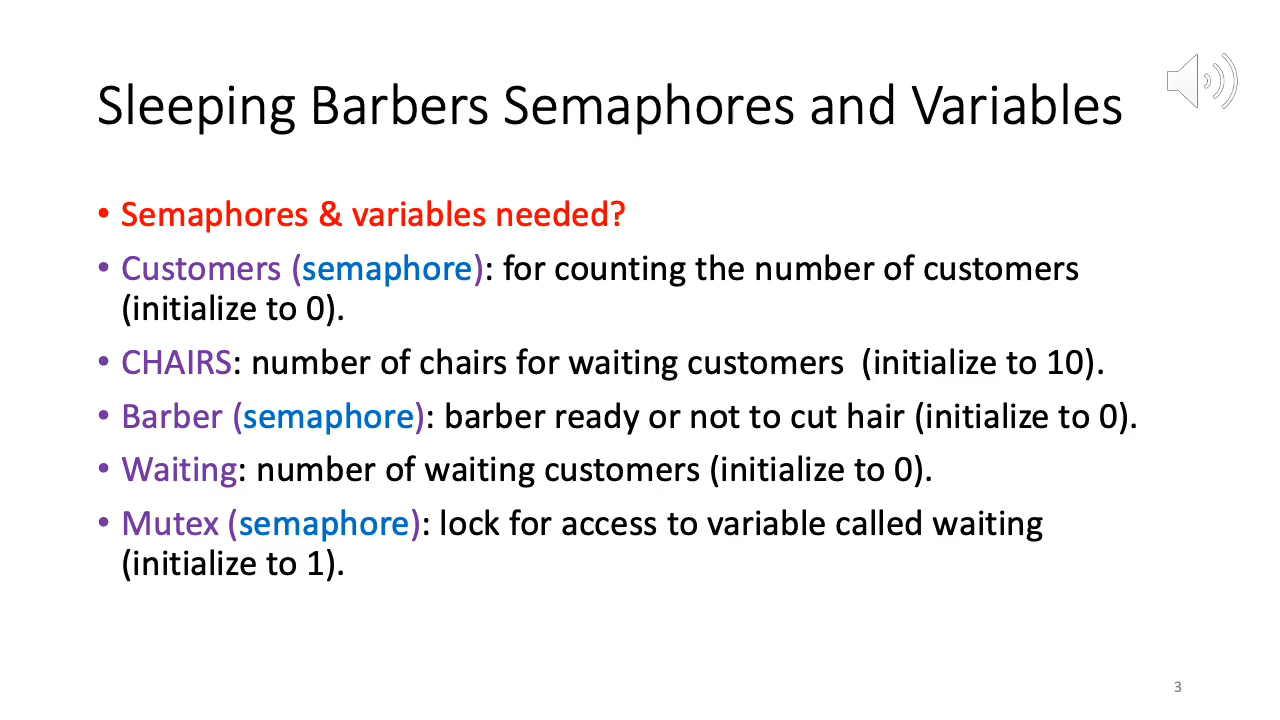 Sleeping Barbers Semaphores and Variables
• Semaphores & variables needed?
• Customers (semaphore): for counting the number of customers
(initialize to 0).
• CHAIRS: number of chairs for waiting customers  (initialize to 10).
• Barber (semaphore): barber ready or not to cut hair (initialize to 0).
• Waiting: number of waiting customers (initialize to 0).
• Mutex (semaphore): lock for access to variable called waiting
(initialize to 1).
3